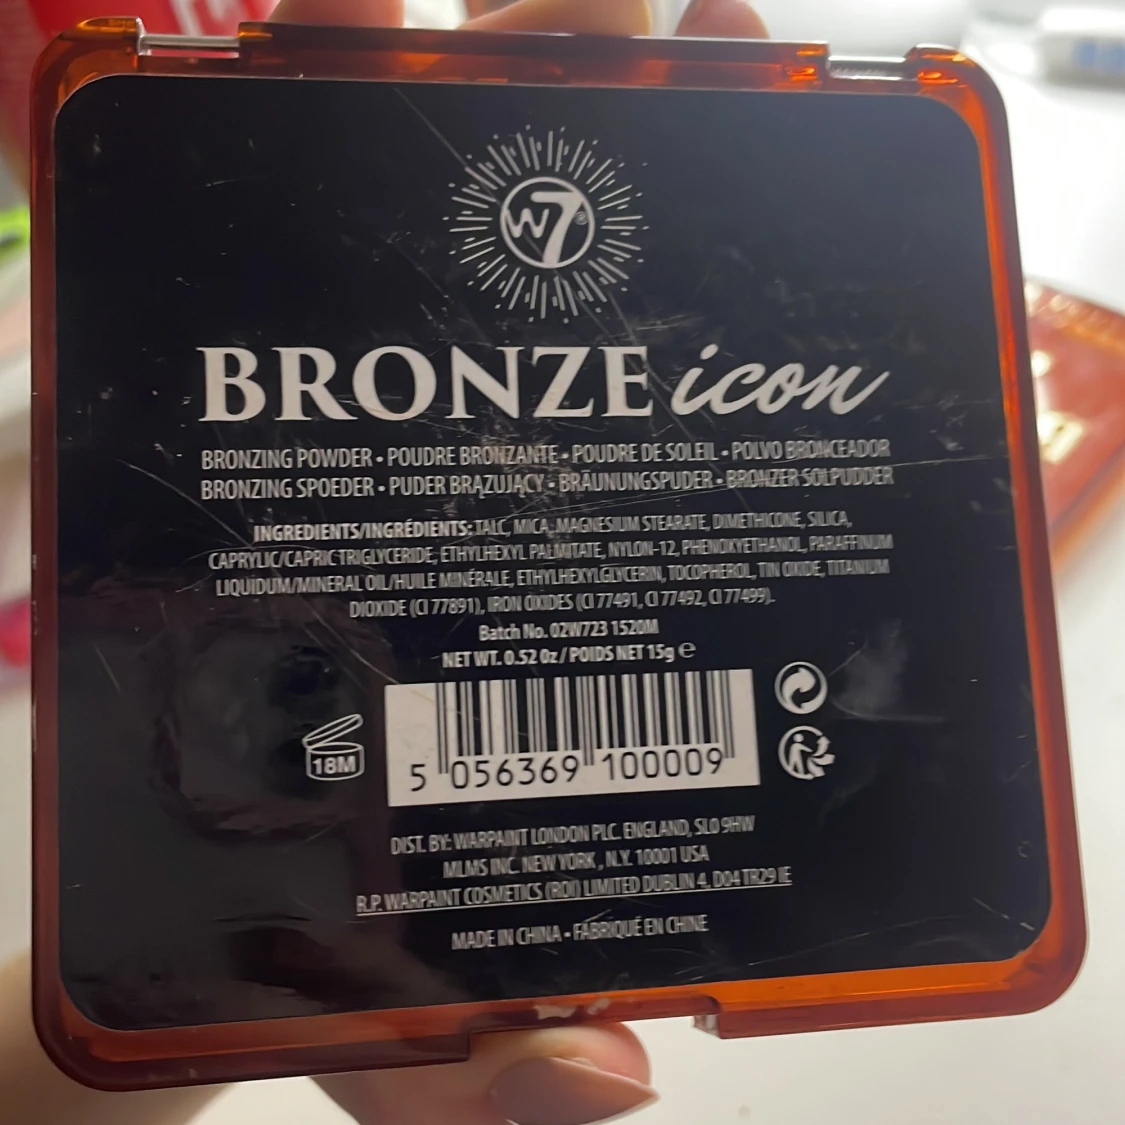 W7®
BRONZE icon
BRONZING POWDER • POUDRE BRONZANTE • POUDRE DE SOLEIL • POLVO BRONCEADOR
BRONZING SPOEDER • PUDER BRĄZUJĄCY • BRÄUNUNGSPUDER • BRONZER SOLPUDDER
INGREDIENTS/INGRÉDIENTS: TALC, MICA, MAGNESIUM STEARATE, DIMETHICONE, SILICA,
CAPRYLIC/CAPRIC TRIGLYCERIDE, ETHYLHEXYL PALMITATE, NYLON-12, PHENOXYETHANOL, PARAFFINUM
LIQUIDUM/MINERAL OIL/HUILE MINÉRALE, ETHYLHEXYLGLYCERIN, TOCOPHEROL, TIN OXIDE, TITANIUM
DIOXIDE (CI 77891), IRON OXIDES (CI 77491, CI 77492, CI 77499).
Batch No. 02W723 1520M
NET WT. 0.52 Oz / POIDS NET 15g ℮
18M
5 056369 100009
DIST. BY: WARPAINT LONDON PLC. ENGLAND, SL0 9HW
MLMS INC. NEW YORK, N.Y. 10001 USA
R.P. WARPAINT COSMETICS (ROI) LIMITED DUBLIN 4, D04 TR29 IE
MADE IN CHINA • FABRIQUÉ EN CHINE